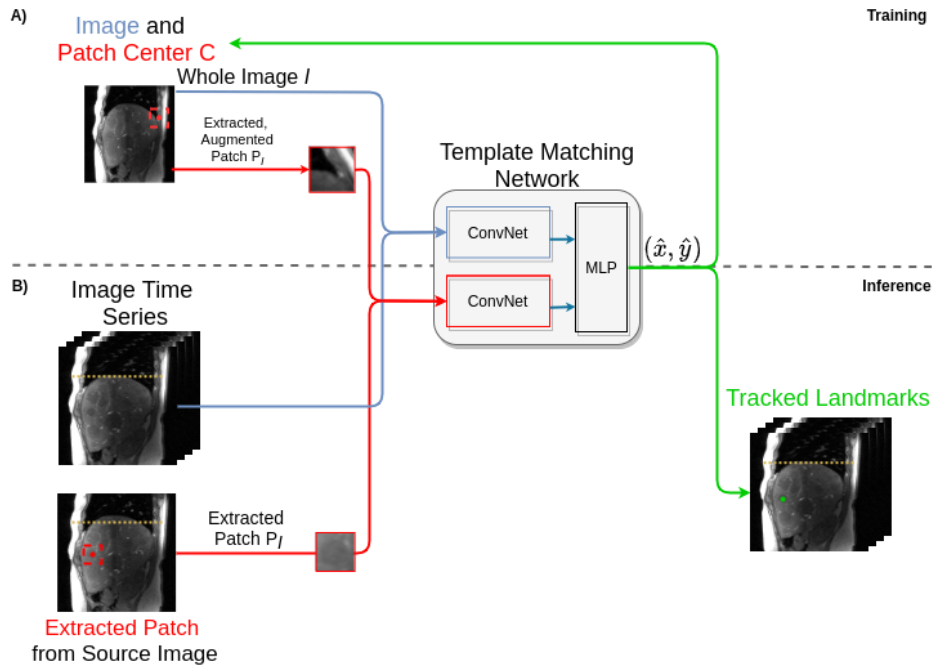 A)
Training
Image and
Patch Center C
Whole Image I
Extracted,
Augmented
Patch P_I
Template Matching
Network
ConvNet
ConvNet
MLP
(x̂, ŷ)
B)
Inference
Image Time
Series
Tracked Landmarks
Extracted
Patch P_I
Extracted Patch
from Source Image